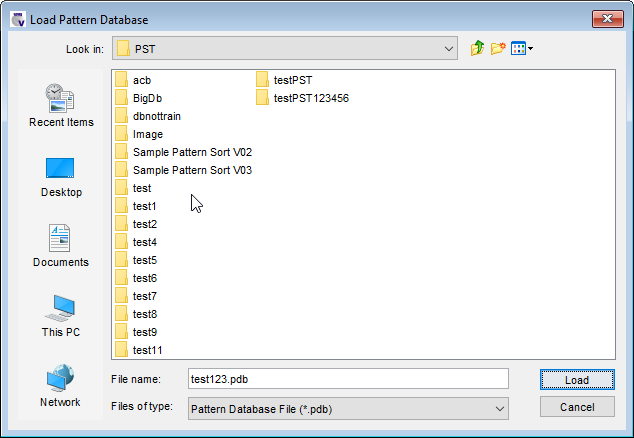 Load Pattern Database
Look in: PST
Recent Items
Desktop
Documents
This PC
Network
acb
BigDb
dbnottrain
Image
Sample Pattern Sort V02
Sample Pattern Sort V03
test
test1
test2
test4
test5
test6
test7
test8
test9
test11
testPST
testPST123456
File name: test123.pdb
Load
Files of type: Pattern Database File (*.pdb)
Cancel